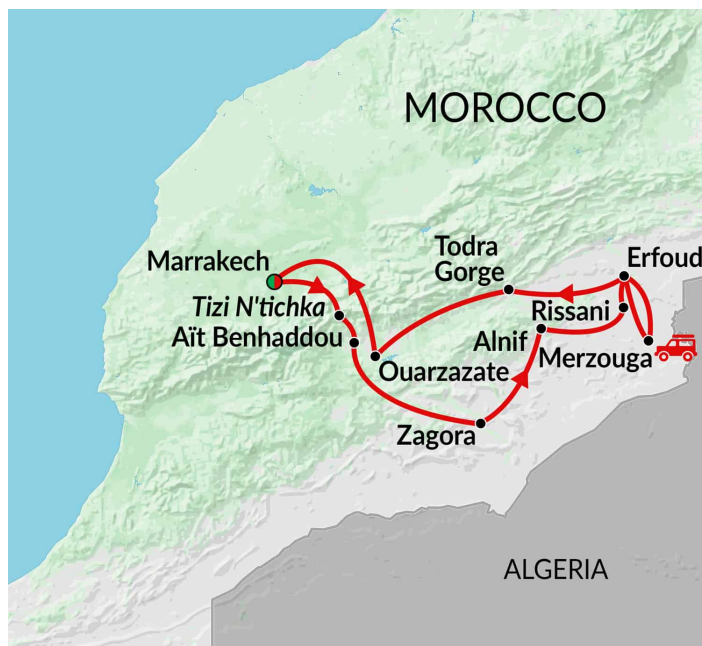 MOROCCO
Marrakech
Todra
Gorge
Erfoud
Tizi N'tichka
Rissani
Aït Benhaddou
Alnif
Merzouga
Ouarzazate
Zagora
ALGERIA